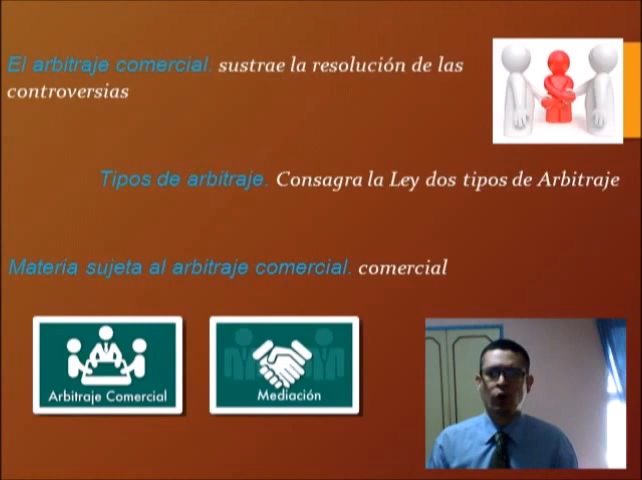 El arbitraje comercial. sustrae la resolución de las
controversias
Tipos de arbitraje. Consagra la Ley dos tipos de Arbitraje
Materia sujeta al arbitraje comercial. comercial
Arbitraje Comercial
Mediación